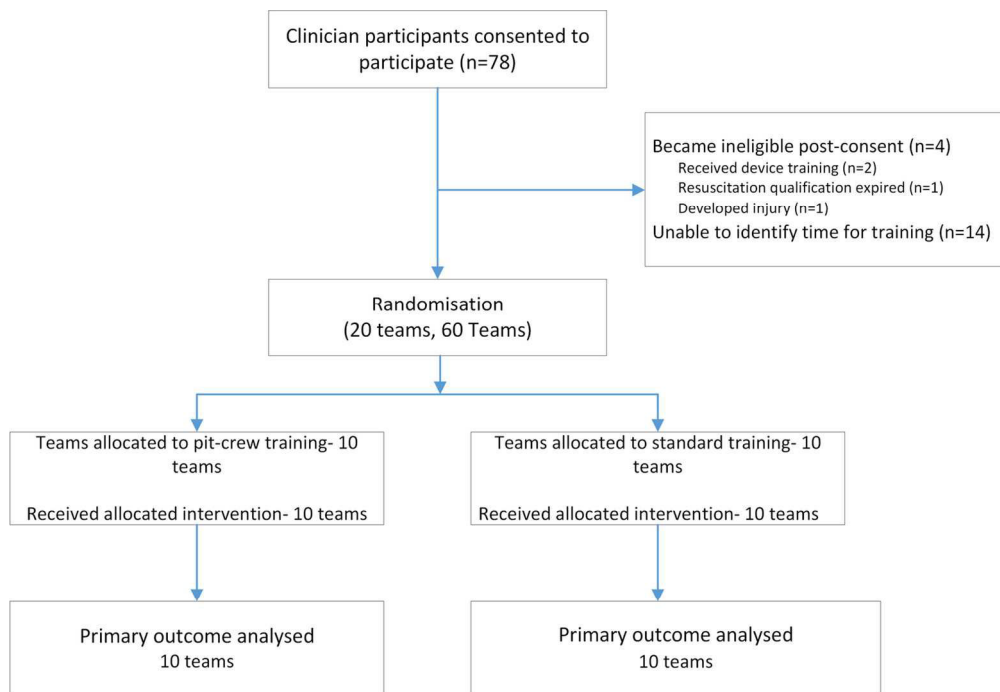 Clinician participants consented to
participate (n=78)
Became ineligible post-consent (n=4)
Received device training (n=2)
Resuscitation qualification expired (n=1)
Developed injury (n=1)
Unable to identify time for training (n=14)
Randomisation
(20 teams, 60 Teams)
Teams allocated to pit-crew training- 10
teams
Received allocated intervention- 10 teams
Teams allocated to standard training- 10
teams
Received allocated intervention- 10 teams
Primary outcome analysed
10 teams
Primary outcome analysed
10 teams